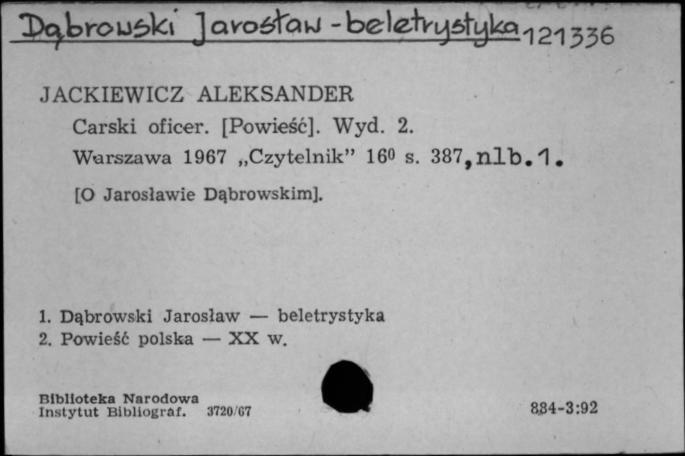 Dąbrowski Jarosław - beletrystyka 121336
JACKIEWICZ ALEKSANDER
Carski oficer. [Powieść]. Wyd. 2.
Warszawa 1967 „Czytelnik” 16⁰ s. 387, nlb. 1.
[O Jarosławie Dąbrowskim].
1. Dąbrowski Jarosław — beletrystyka
2. Powieść polska — XX w.
Biblioteka Narodowa
Instytut Bibliograf. 3720/67
884-3:92